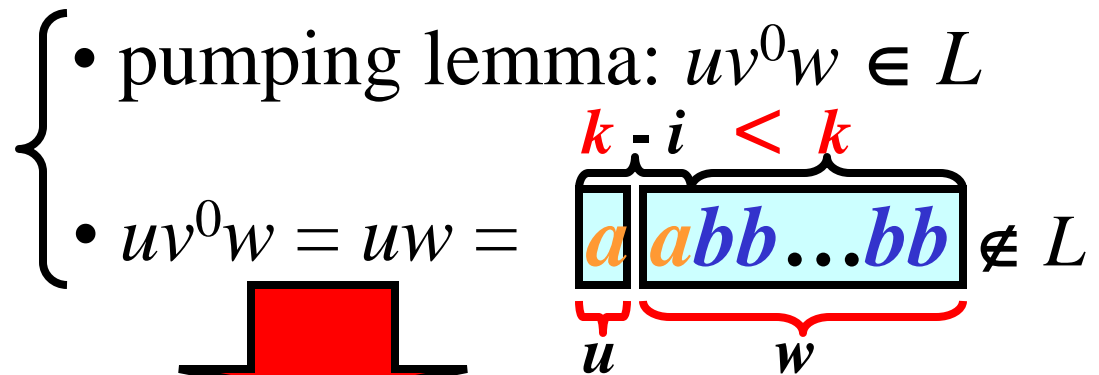 • pumping lemma: uv⁰w ∈ L
k - i < k
• uv⁰w = uw = a abb...bb ∉ L
u w